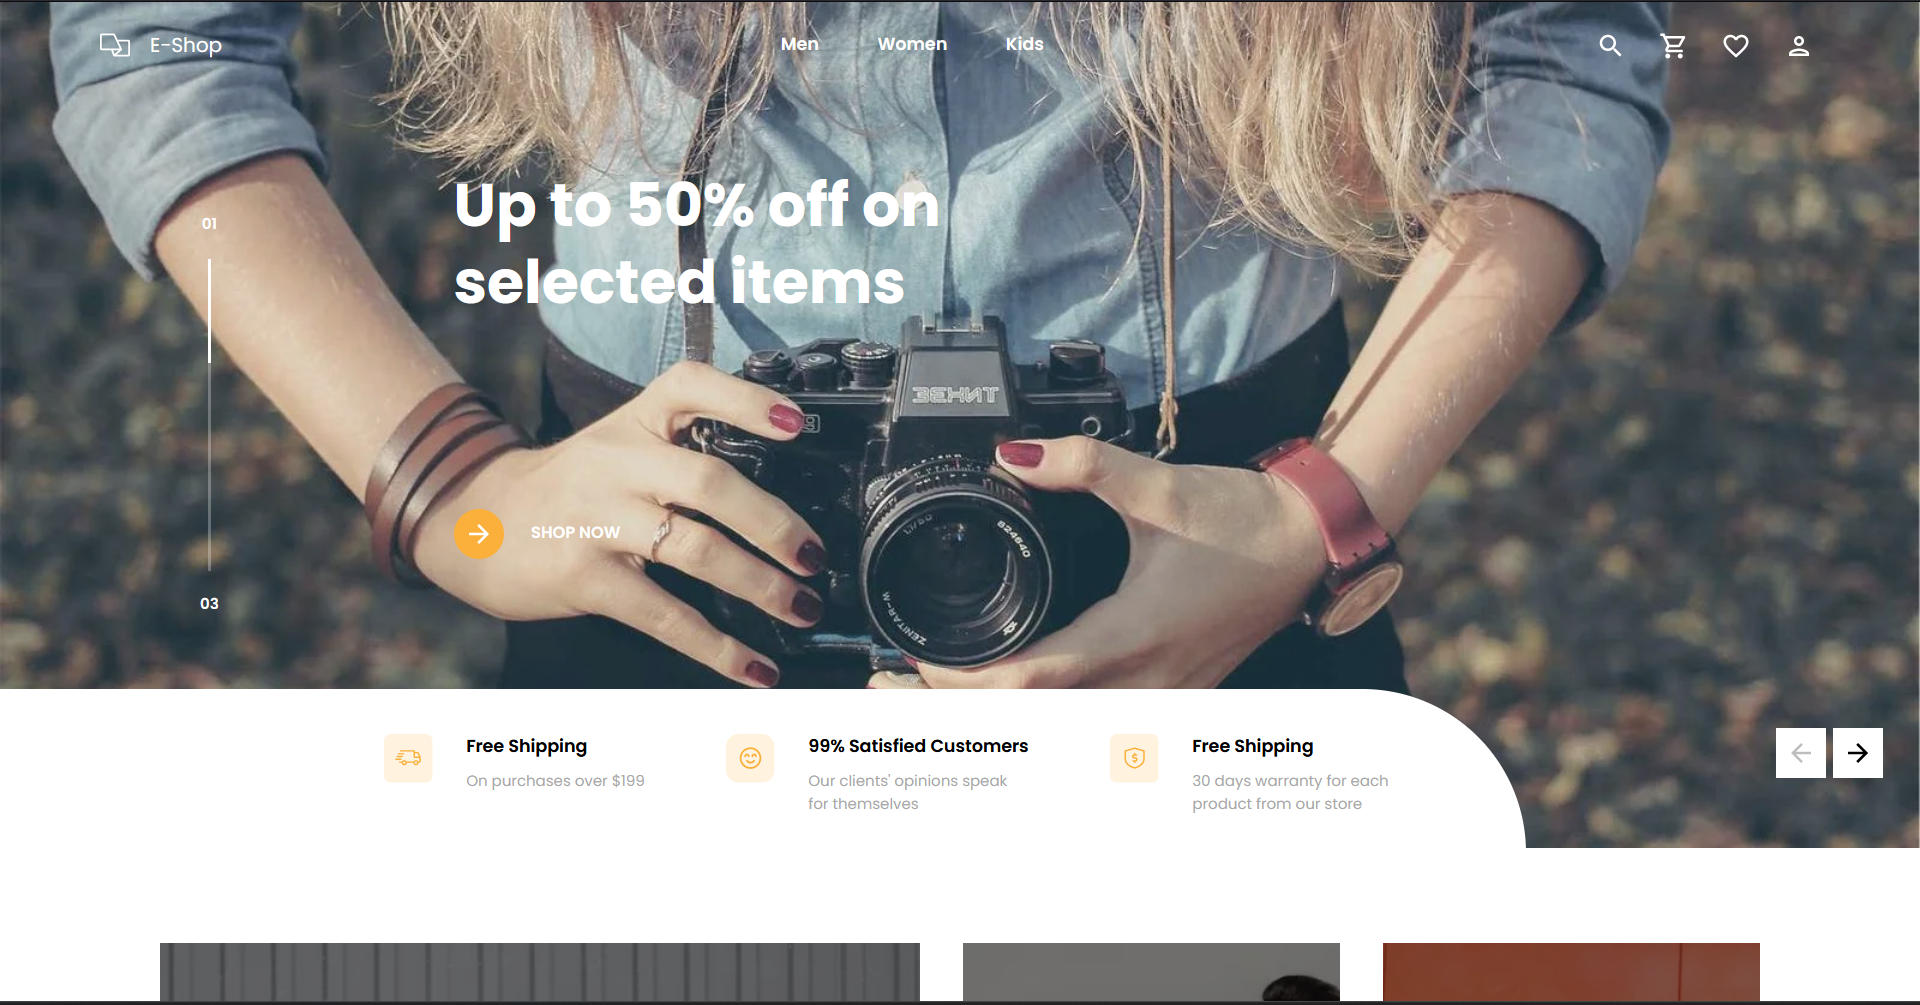 E-Shop
Men
Women
Kids
Up to 50% off on
selected items
01
03
SHOP NOW
ЗЕНИТ
824640
ZENITAR-M
Free Shipping
On purchases over $199
99% Satisfied Customers
Our clients' opinions speak
for themselves
Free Shipping
30 days warranty for each
product from our store